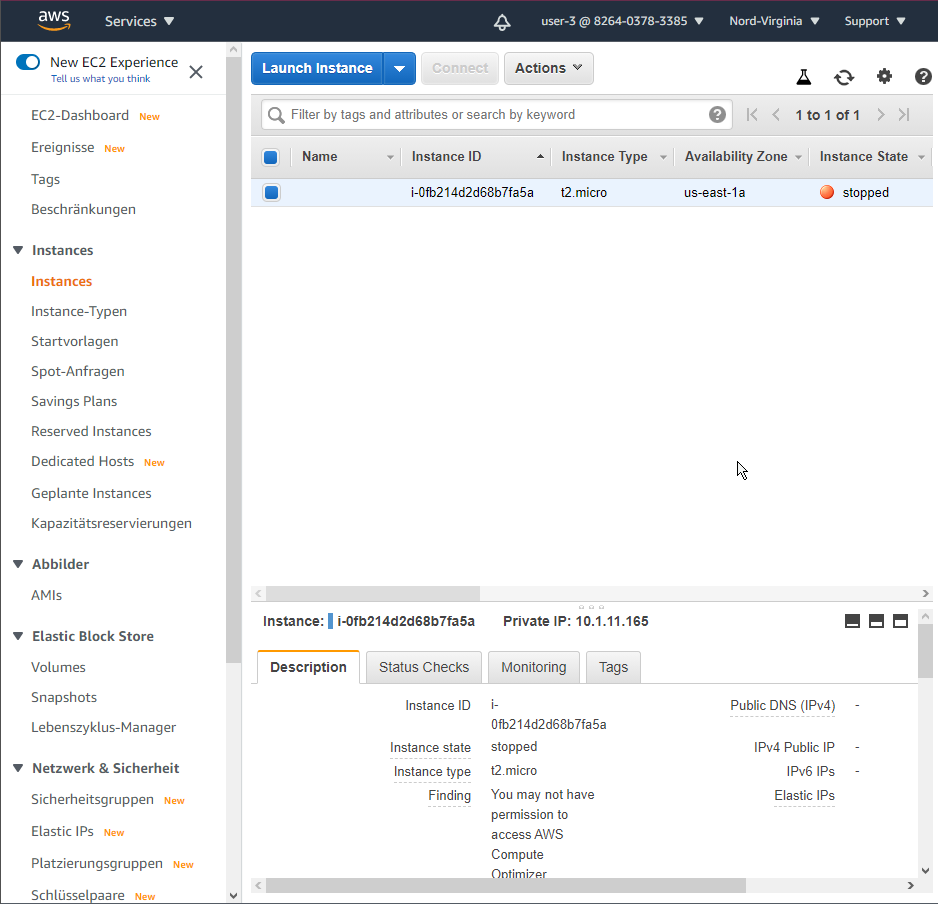 aws
Services
user-3 @ 8264-0378-3385
Nord-Virginia
Support
New EC2 Experience
Tell us what you think
EC2-Dashboard New
Ereignisse New
Tags
Beschränkungen
Instances
Instances
Instance-Typen
Startvorlagen
Spot-Anfragen
Savings Plans
Reserved Instances
Dedicated Hosts New
Geplante Instances
Kapazitätsreservierungen
Abbilder
AMIs
Elastic Block Store
Volumes
Snapshots
Lebenszyklus-Manager
Netzwerk & Sicherheit
Sicherheitsgruppen New
Elastic IPs New
Platzierungsgruppen New
Schlüsselpaare New
Launch Instance
Connect
Actions
Filter by tags and attributes or search by keyword
1 to 1 of 1
Name
Instance ID
Instance Type
Availability Zone
Instance State
i-0fb214d2d68b7fa5a
t2.micro
us-east-1a
stopped
Instance: i-0fb214d2d68b7fa5a
Private IP: 10.1.11.165
Description
Status Checks
Monitoring
Tags
Instance ID
i-
0fb214d2d68b7fa5a
Instance state
stopped
Instance type
t2.micro
Finding
You may not have
permission to
access AWS
Compute
Optimizer
Public DNS (IPv4)
-
IPv4 Public IP
-
IPv6 IPs
-
Elastic IPs